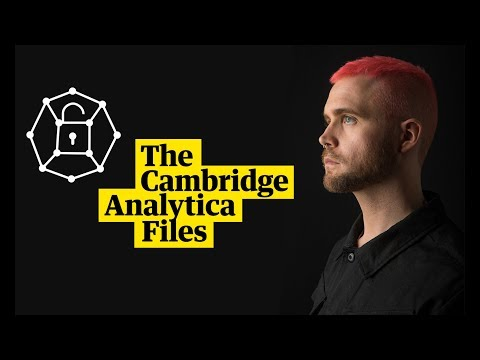 The
Cambridge
Analytica
Files